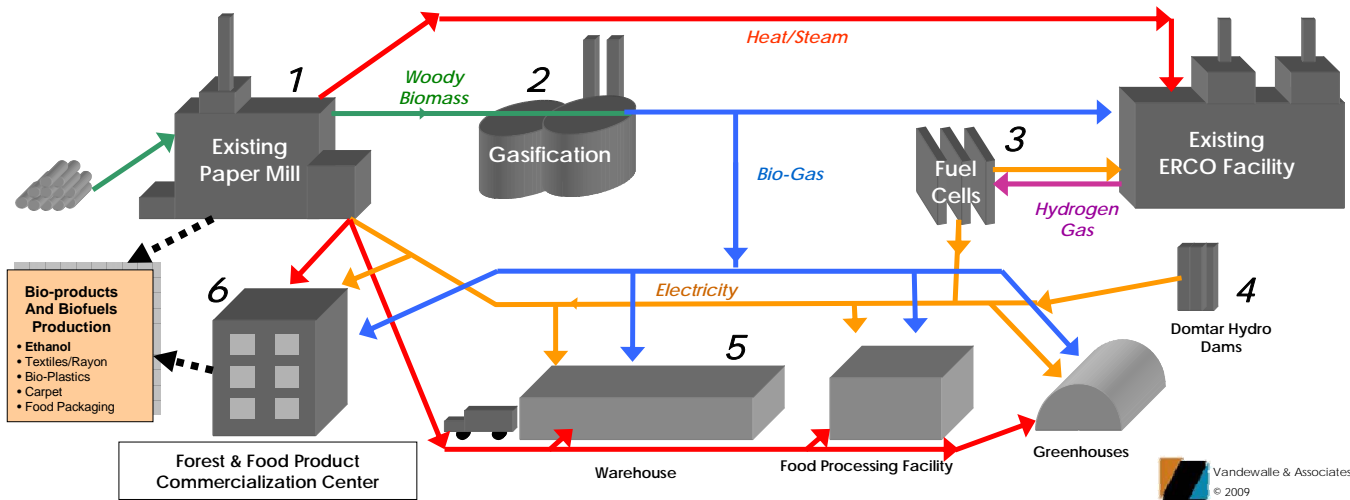 Heat/Steam
1
Woody
Biomass
2
Existing
Paper Mill
Gasification
3
Fuel
Cells
Existing
ERCO Facility
Bio-Gas
Hydrogen
Gas
Bio-products
And Biofuels
Production
• Ethanol
• Textiles/Rayon
• Bio-Plastics
• Carpet
• Food Packaging
6
Electricity
4
Domtar Hydro
Dams
5
Forest & Food Product
Commercialization Center
Warehouse
Food Processing Facility
Greenhouses
Vandewalle & Associates
© 2009